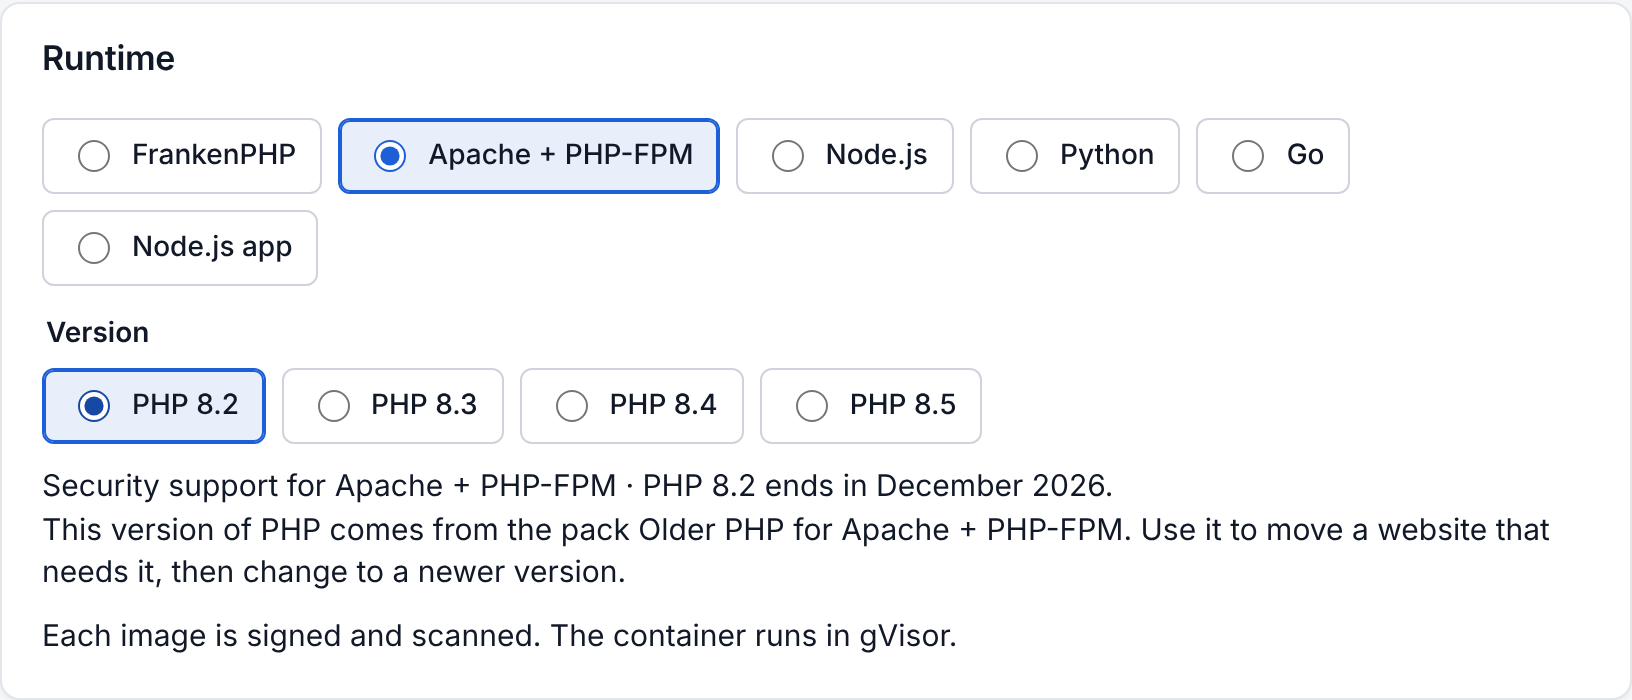 Runtime
FrankenPHP
Apache + PHP-FPM
Node.js
Python
Go
Node.js app
Version
PHP 8.2
PHP 8.3
PHP 8.4
PHP 8.5
Security support for Apache + PHP-FPM · PHP 8.2 ends in December 2026.
This version of PHP comes from the pack Older PHP for Apache + PHP-FPM. Use it to move a website that
needs it, then change to a newer version.
Each image is signed and scanned. The container runs in gVisor.